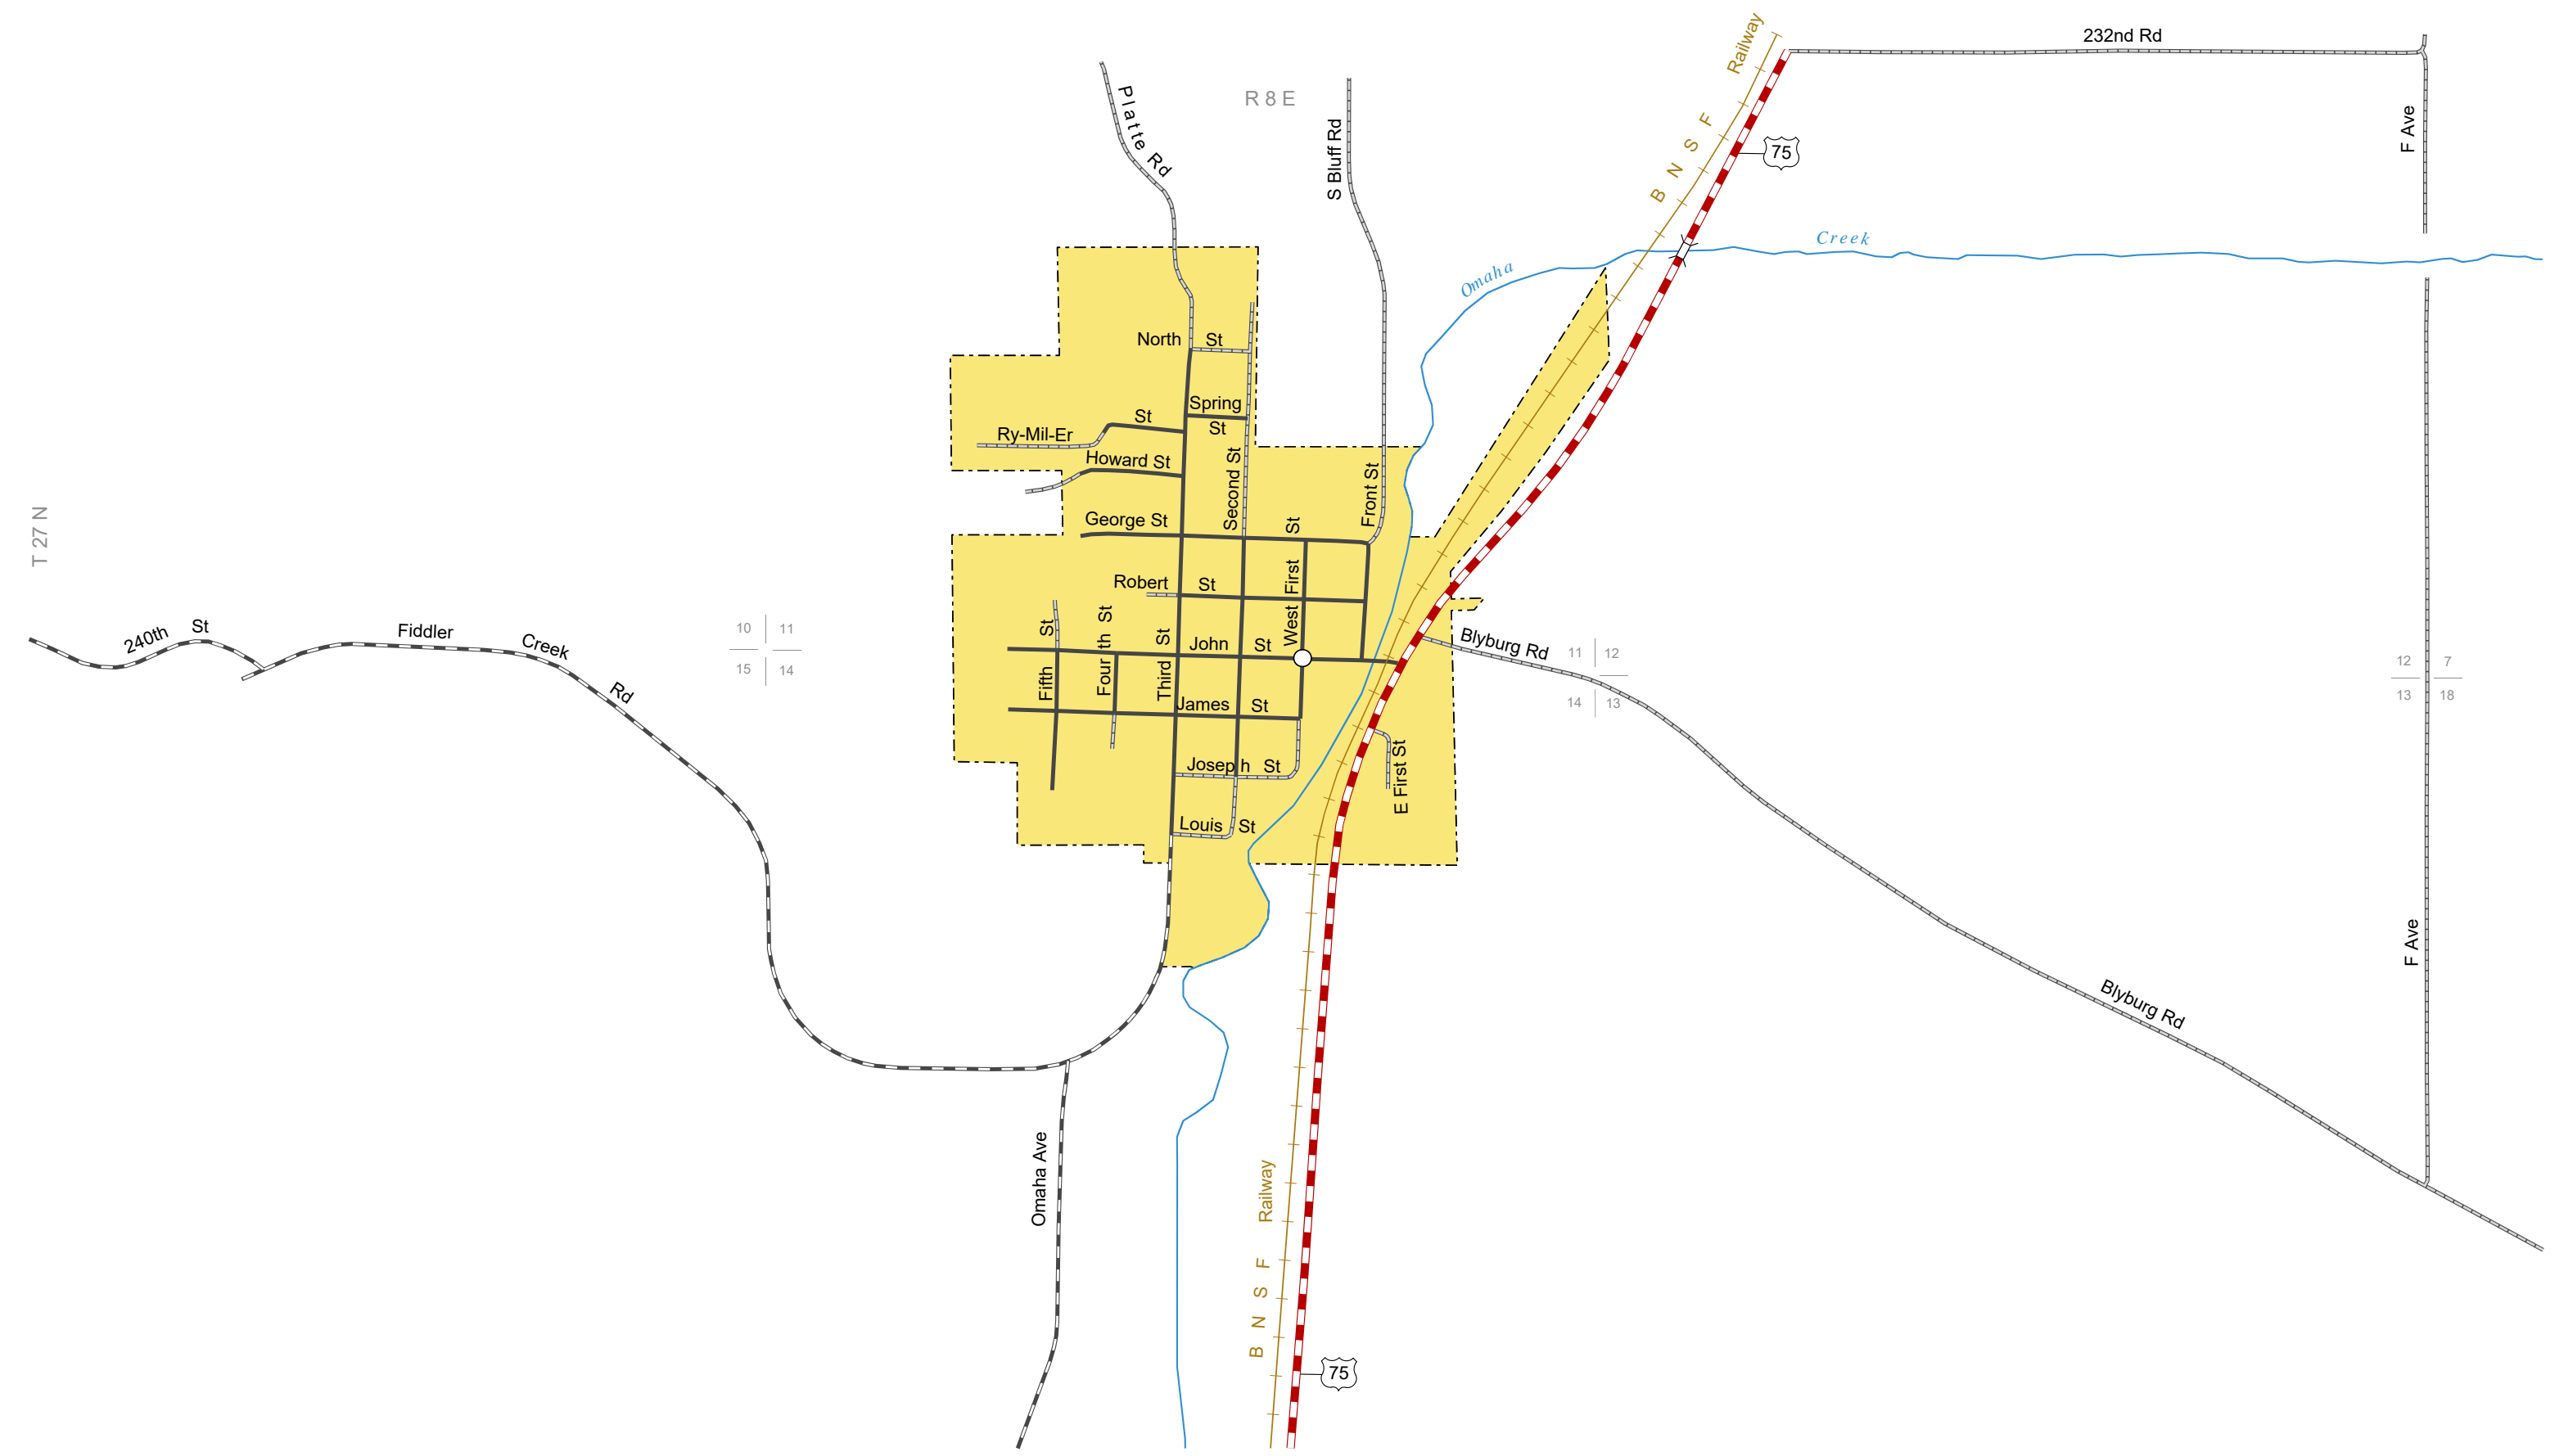 232nd Rd
Railway
Platte Rd
R 8 E
F Ave
S Bluff Rd
75
B N S F
Creek
Omaha
North St
Spring
St
St
Ry-Mil-Er
Howard St
Second St
Front St
George St
St
T 27 N
Robert St
First
St
240th St
Fiddler
Creek
10 11
15 14
St
Fourth
St
John St
West
Blyburg Rd
11 12
14 13
12 7
13 18
Rd
Fifth
Third
James St
Joseph St
E First St
Louis St
F Ave
Blyburg Rd
Omaha Ave
Railway
B N S F
75